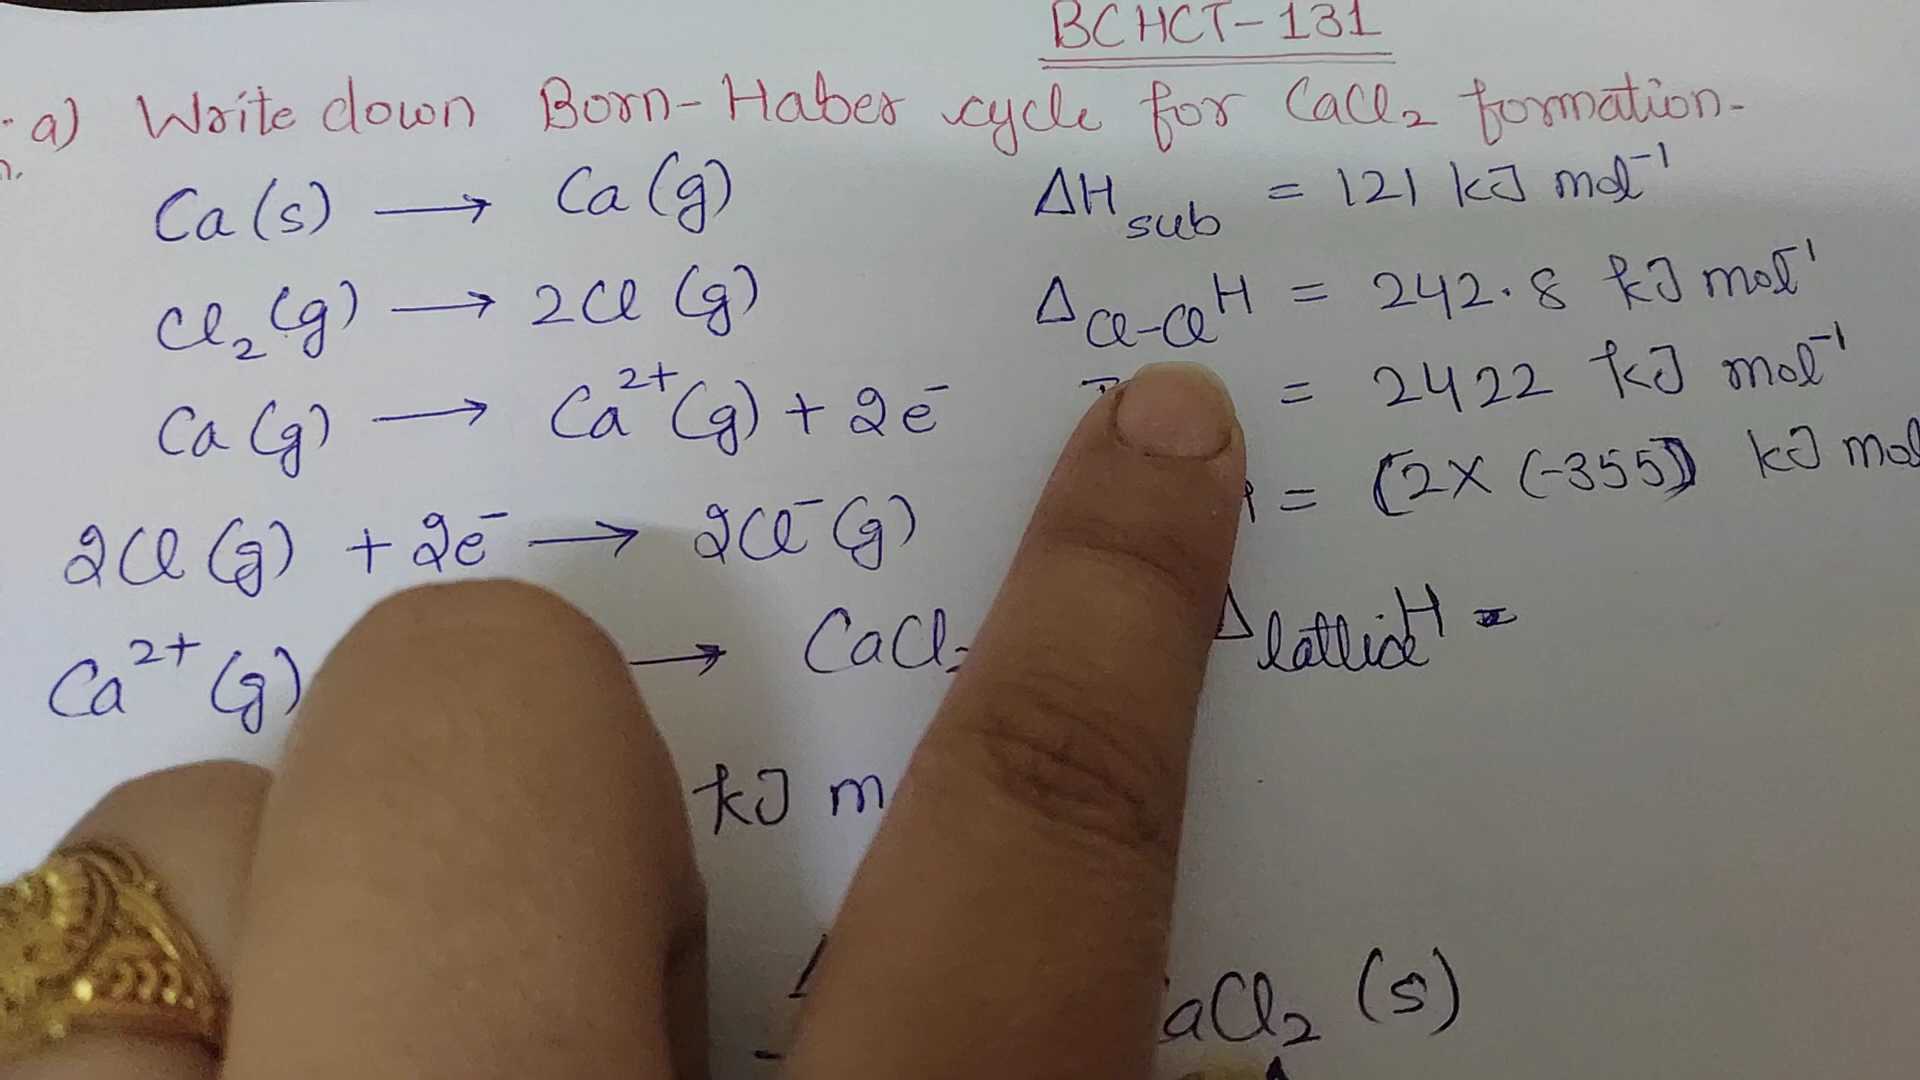 BCHCT-131
a) Write down Born-Haber cycle for CaCl₂ formation-
Ca(s) → Ca(g) ΔH sub = 121 kJ mol⁻¹
Cl₂(g) → 2Cl(g) Δ Cl-Cl H = 242.8 kJ mol⁻¹
Ca(g) → Ca²⁺(g) + 2e⁻ = 2422 kJ mol⁻¹
2Cl(g) + 2e⁻ → 2Cl⁻(g) = (2X(-355)) kJ mol
Ca²⁺(g) → CaCl₂ Δ lattice H =
kJ m
aCl₂ (s)